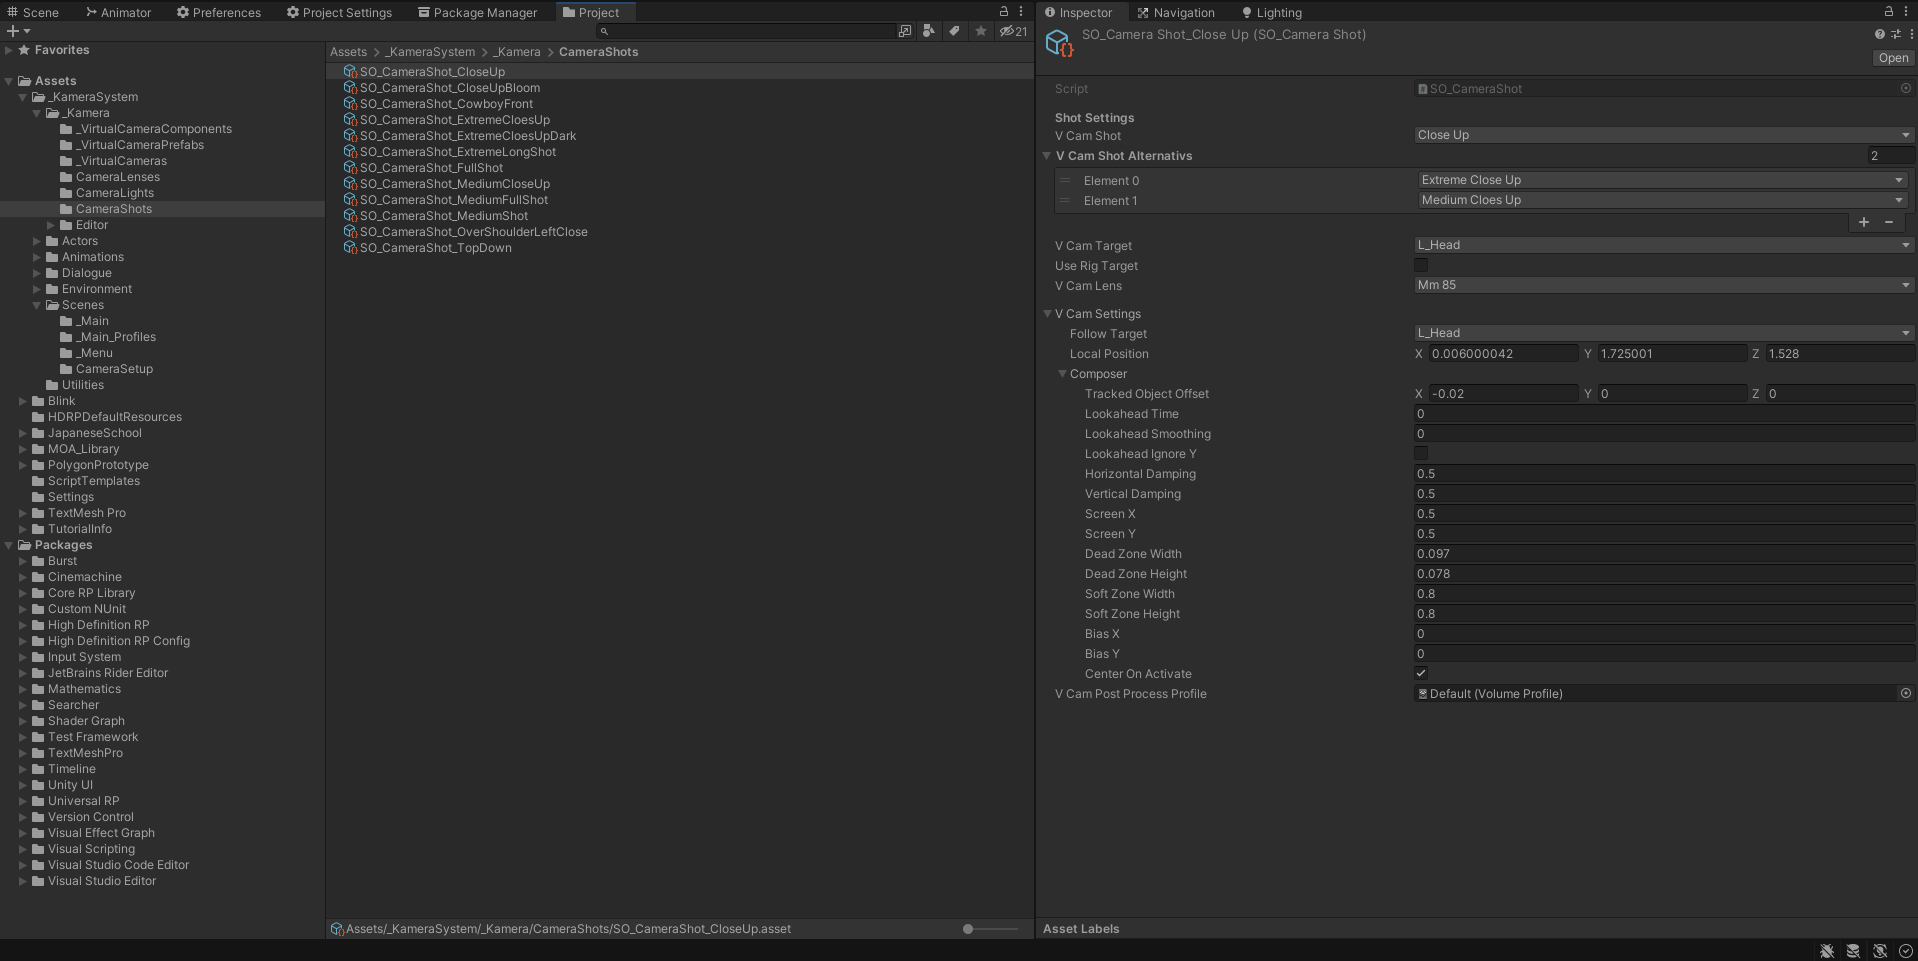 Scene Animator Preferences Project Settings Package Manager Project
21
Favorites
Assets
_KameraSystem
_Kamera
_VirtualCameraComponents
_VirtualCameraPrefabs
_VirtualCameras
CameraLenses
CameraLights
CameraShots
Editor
Actors
Animations
Dialogue
Environment
Scenes
_Main
_Main_Profiles
_Menu
CameraSetup
Utilities
Blink
HDRPDefaultResources
JapaneseSchool
MOA_Library
PolygonPrototype
ScriptTemplates
Settings
TextMesh Pro
TutorialInfo
Packages
Burst
Cinemachine
Core RP Library
Custom NUnit
High Definition RP
High Definition RP Config
Input System
JetBrains Rider Editor
Mathematics
Searcher
Shader Graph
Test Framework
TextMeshPro
Timeline
Unity UI
Universal RP
Version Control
Visual Effect Graph
Visual Scripting
Visual Studio Code Editor
Visual Studio Editor
Assets > _KameraSystem > _Kamera > CameraShots
SO_CameraShot_CloseUp
SO_CameraShot_CloseUpBloom
SO_CameraShot_CowboyFront
SO_CameraShot_ExtremeCloesUp
SO_CameraShot_ExtremeCloesUpDark
SO_CameraShot_ExtremeLongShot
SO_CameraShot_FullShot
SO_CameraShot_MediumCloseUp
SO_CameraShot_MediumFullShot
SO_CameraShot_MediumShot
SO_CameraShot_OverShoulderLeftClose
SO_CameraShot_TopDown
Assets/_KameraSystem/_Kamera/CameraShots/SO_CameraShot_CloseUp.asset
Inspector Navigation Lighting
SO_Camera Shot_Close Up (SO_Camera Shot)
Open
Script SO_CameraShot
Shot Settings
V Cam Shot Close Up
V Cam Shot Alternativs 2
Element 0 Extreme Close Up
Element 1 Medium Cloes Up
+ −
V Cam Target L_Head
Use Rig Target
V Cam Lens Mm 85
V Cam Settings
Follow Target L_Head
Local Position X 0.006000042 Y 1.725001 Z 1.528
Composer
Tracked Object Offset X -0.02 Y 0 Z 0
Lookahead Time 0
Lookahead Smoothing 0
Lookahead Ignore Y
Horizontal Damping 0.5
Vertical Damping 0.5
Screen X 0.5
Screen Y 0.5
Dead Zone Width 0.097
Dead Zone Height 0.078
Soft Zone Width 0.8
Soft Zone Height 0.8
Bias X 0
Bias Y 0
Center On Activate
V Cam Post Process Profile Default (Volume Profile)
Asset Labels